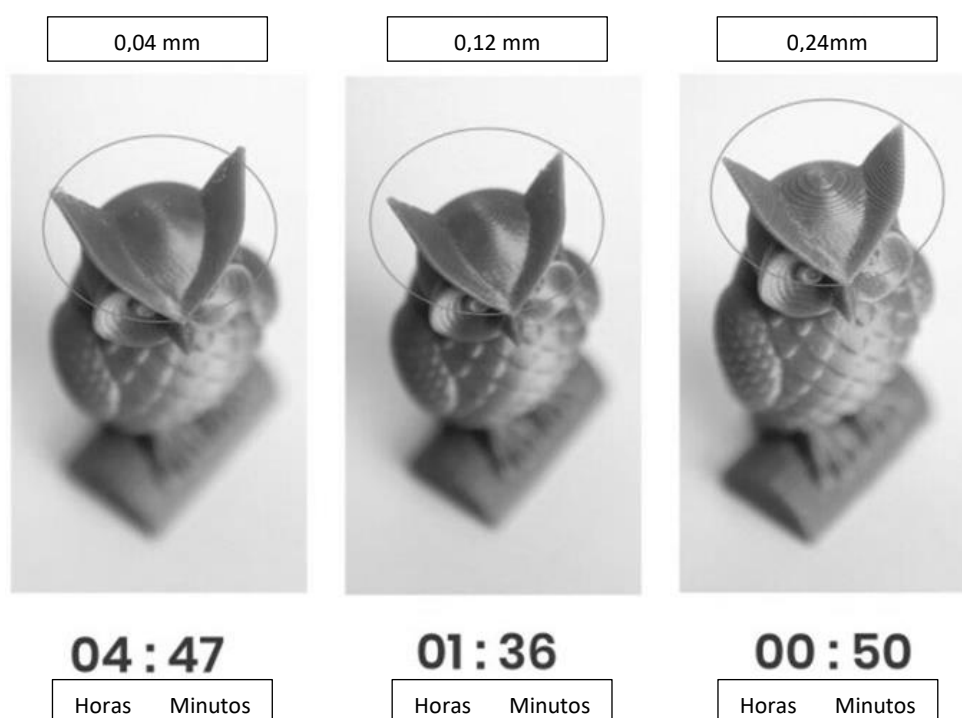 0,04 mm
0,12 mm
0,24mm
04 : 47
01 : 36
00 : 50
Horas Minutos
Horas Minutos
Horas Minutos